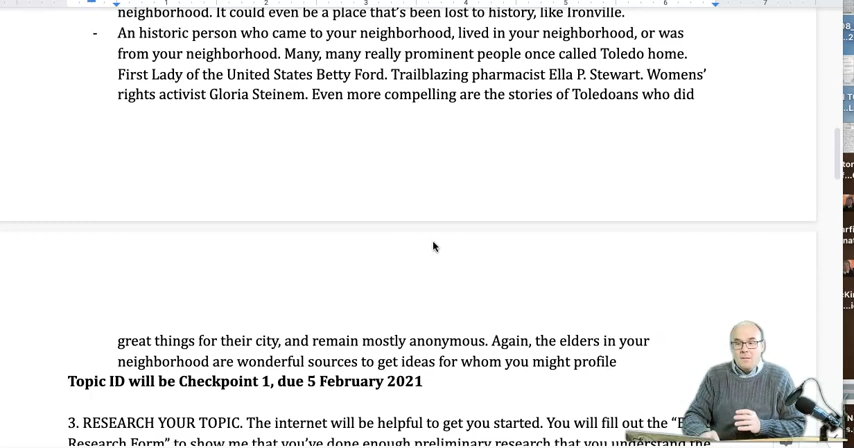 neighborhood. It could even be a place that's been lost to history, like Ironville.
- An historic person who came to your neighborhood, lived in your neighborhood, or was
from your neighborhood. Many, many really prominent people once called Toledo home.
First Lady of the United States Betty Ford. Trailblazing pharmacist Ella P. Stewart. Womens'
rights activist Gloria Steinem. Even more compelling are the stories of Toledoans who did
great things for their city, and remain mostly anonymous. Again, the elders in your
neighborhood are wonderful sources to get ideas for whom you might profile
Topic ID will be Checkpoint 1, due 5 February 2021
3. RESEARCH YOUR TOPIC. The internet will be helpful to get you started. You will fill out the
Research Form" to show me that you've done enough preliminary research that you understand the